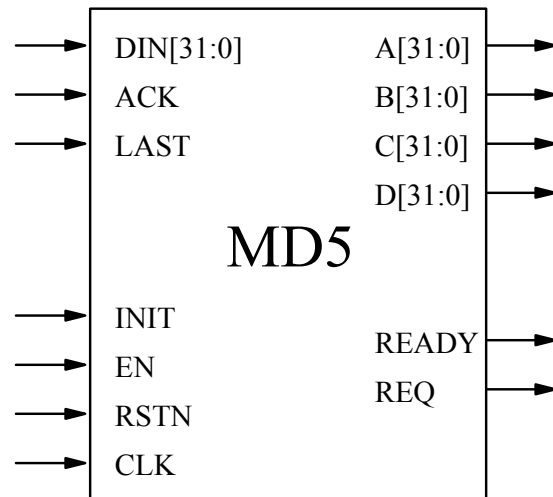 DIN[31:0]
ACK
LAST
A[31:0]
B[31:0]
C[31:0]
D[31:0]
MD5
INIT
EN
RSTN
CLK
READY
REQ